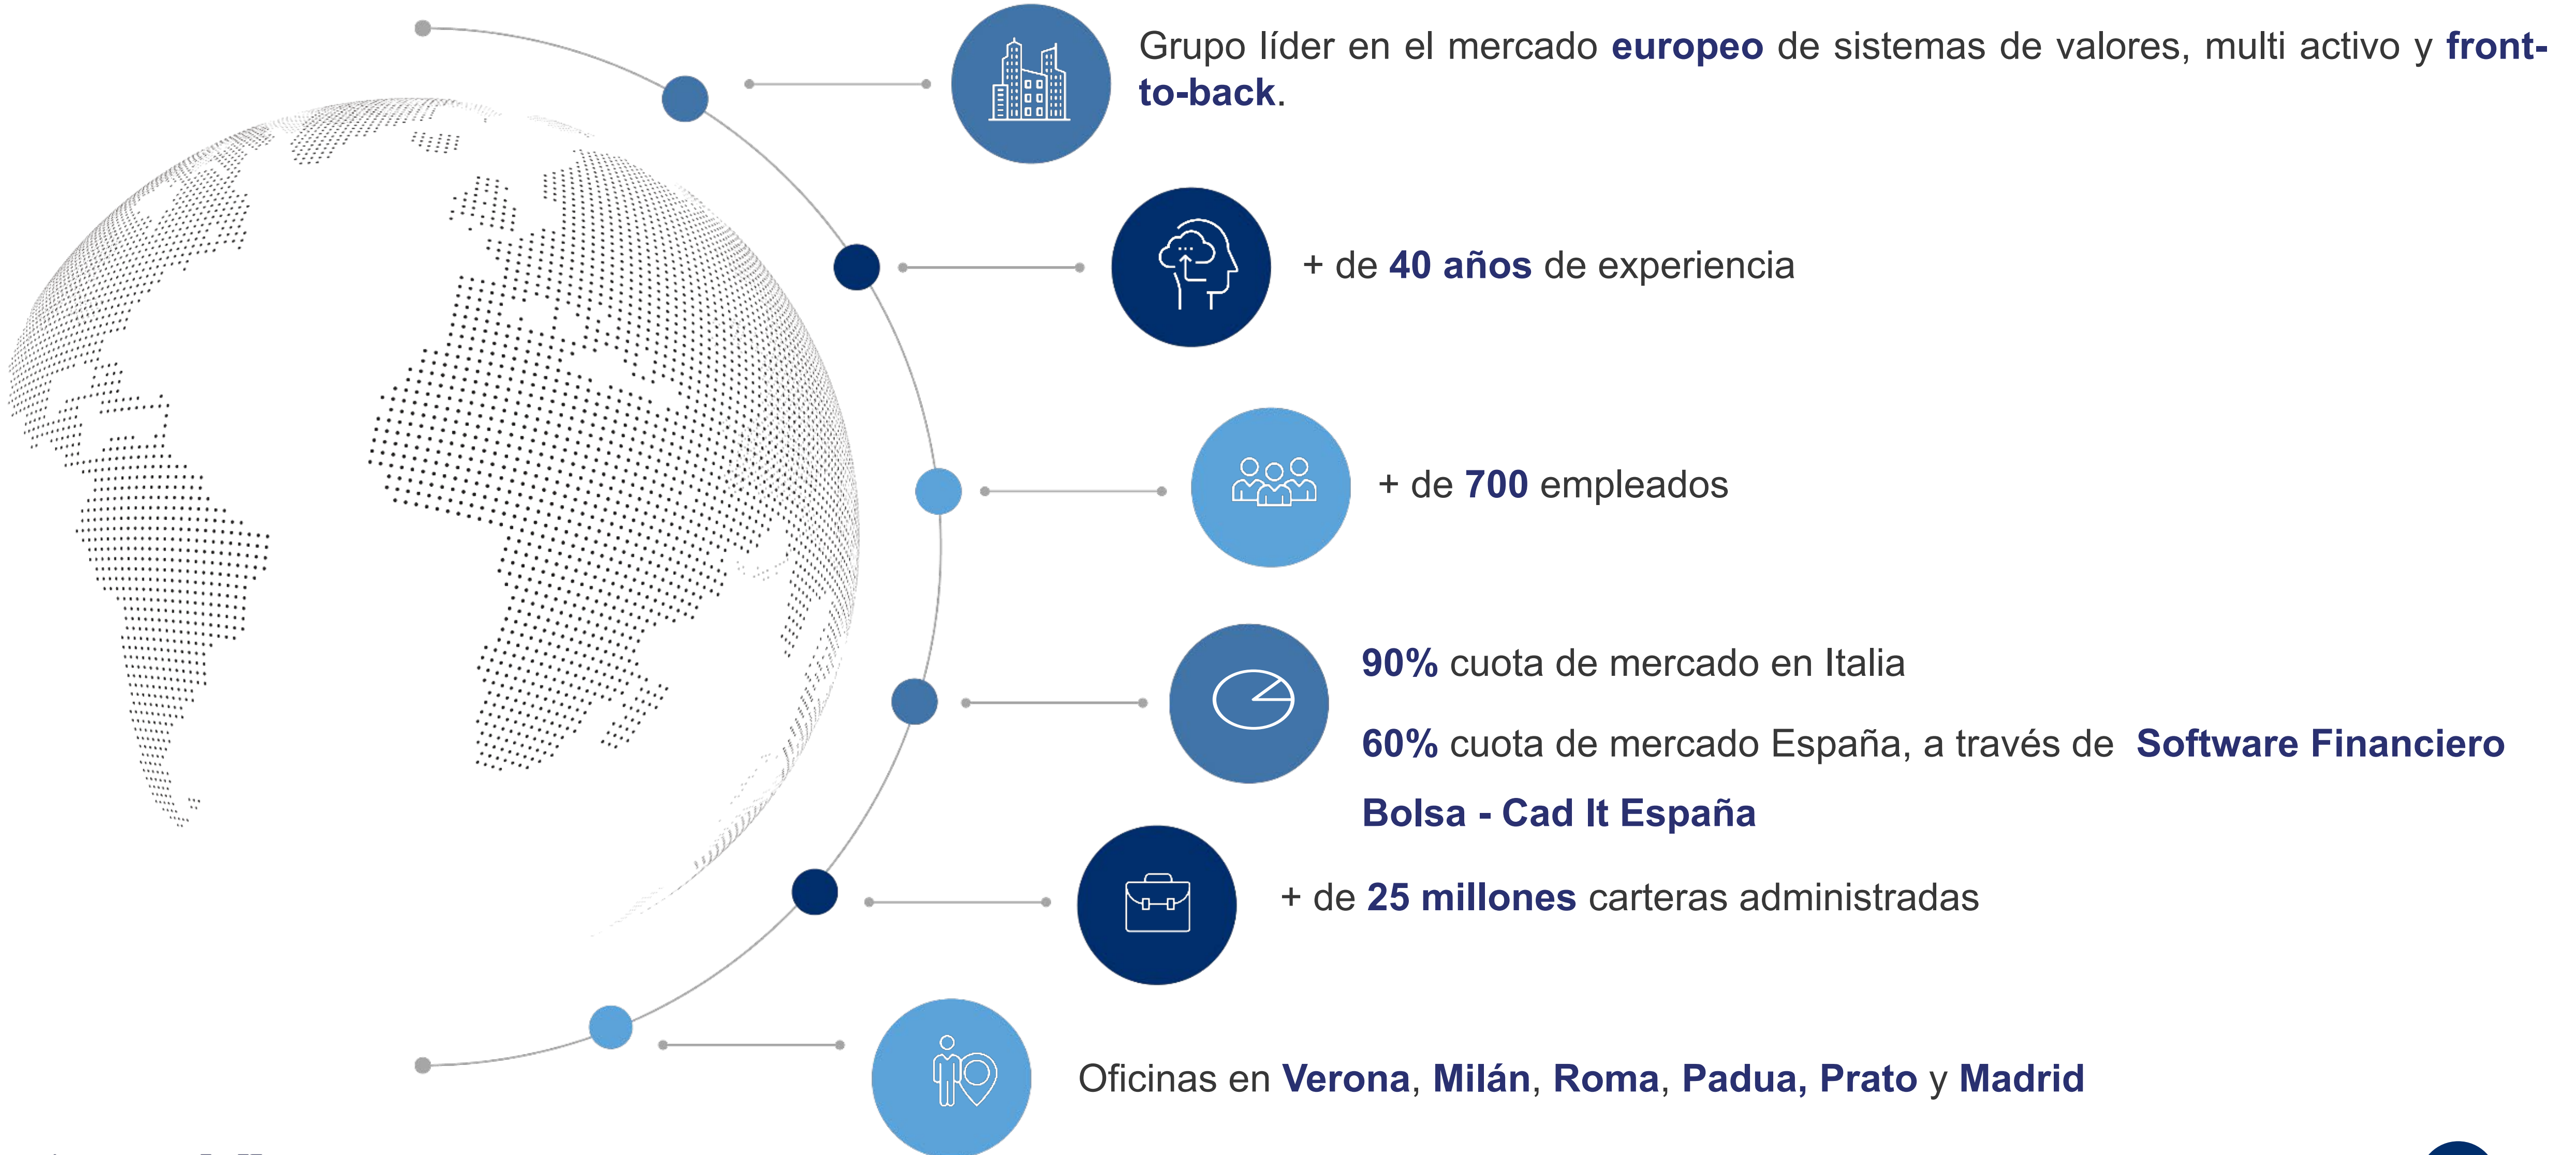 Grupo líder en el mercado europeo de sistemas de valores, multi activo y front-
to-back.
+ de 40 años de experiencia
+ de 700 empleados
90% cuota de mercado en Italia
60% cuota de mercado España, a través de Software Financiero
Bolsa - Cad It España
+ de 25 millones carteras administradas
Oficinas en Verona, Milán, Roma, Padua, Prato y Madrid